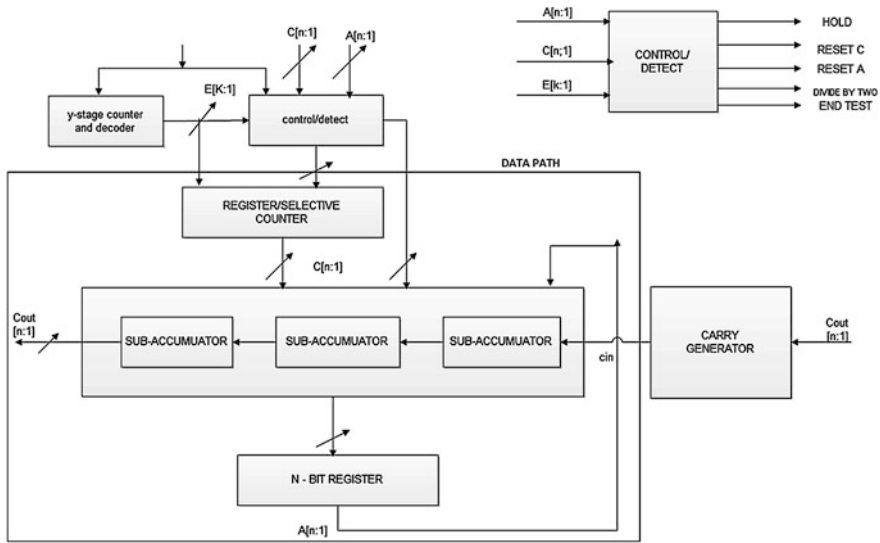 C[n:1]
A[n:1]
E[K:1]
y-stage counter
and decoder
control/detect
A[n:1]
C[n;1]
E[k:1]
CONTROL/
DETECT
HOLD
RESET C
RESET A
DIVIDE BY TWO
END TEST
DATA PATH
REGISTER/SELECTIVE
COUNTER
C[n:1]
Cout
[n:1]
SUB-ACCUMUATOR
SUB-ACCUMUATOR
SUB-ACCUMUATOR
cin
CARRY
GENERATOR
Cout
[n:1]
N - BIT REGISTER
A[n:1]